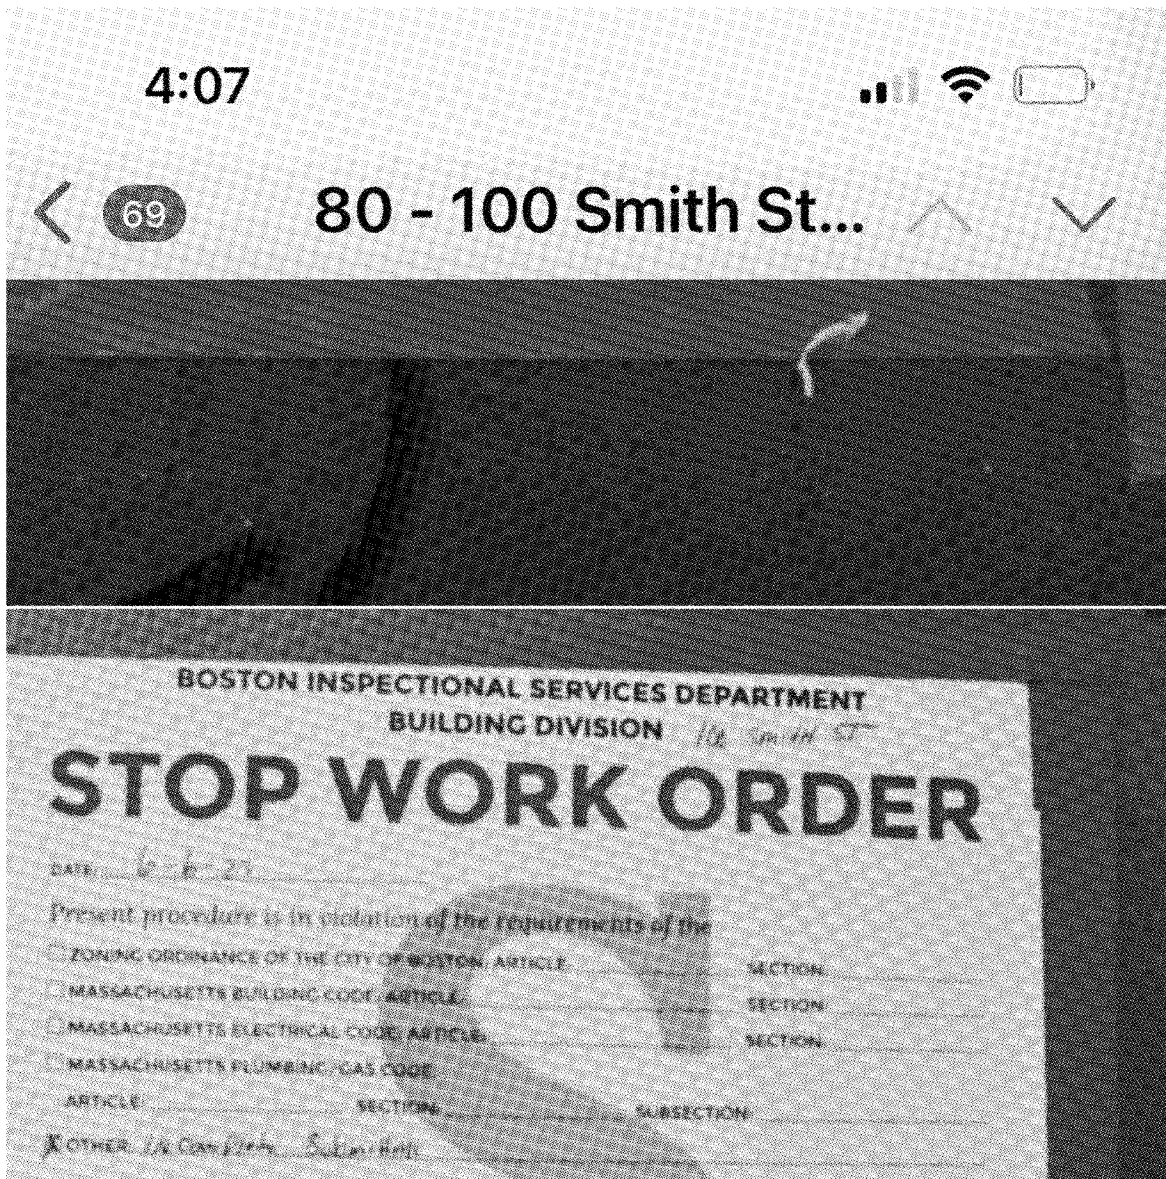 4:07
69 80 - 100 Smith St...
BOSTON INSPECTIONAL SERVICES DEPARTMENT
BUILDING DIVISION ST
STOP WORK ORDER
DATE:
Present procedure is in violation of the requirements of the
ZONING ORDINANCE OF THE CITY OF BOSTON: ARTICLE: SECTION:
MASSACHUSETTS BUILDING CODE: ARTICLE: SECTION:
MASSACHUSETTS ELECTRICAL CODE: ARTICLE: SECTION:
MASSACHUSETTS PLUMBING/GAS CODE:
ARTICLE: SECTION: SUBSECTION:
X OTHER: